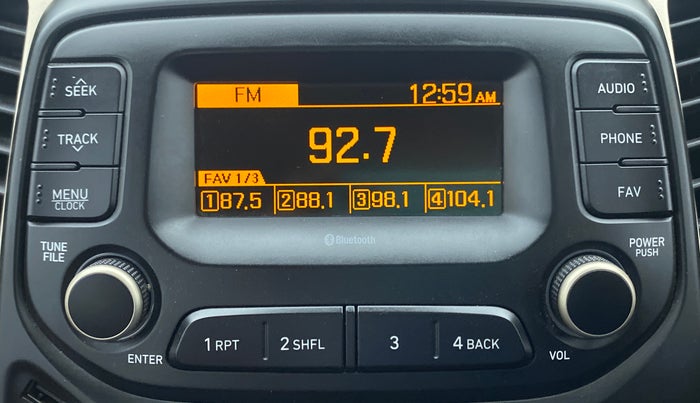 SEEK
TRACK
MENU
CLOCK
TUNE
FILE
ENTER
FM 12:59 AM
92.7
FAV 1/3
1 87.5 2 88.1 3 98.1 4 104.1
Bluetooth
1 RPT
2 SHFL
3
4 BACK
AUDIO
PHONE
FAV
POWER
PUSH
VOL